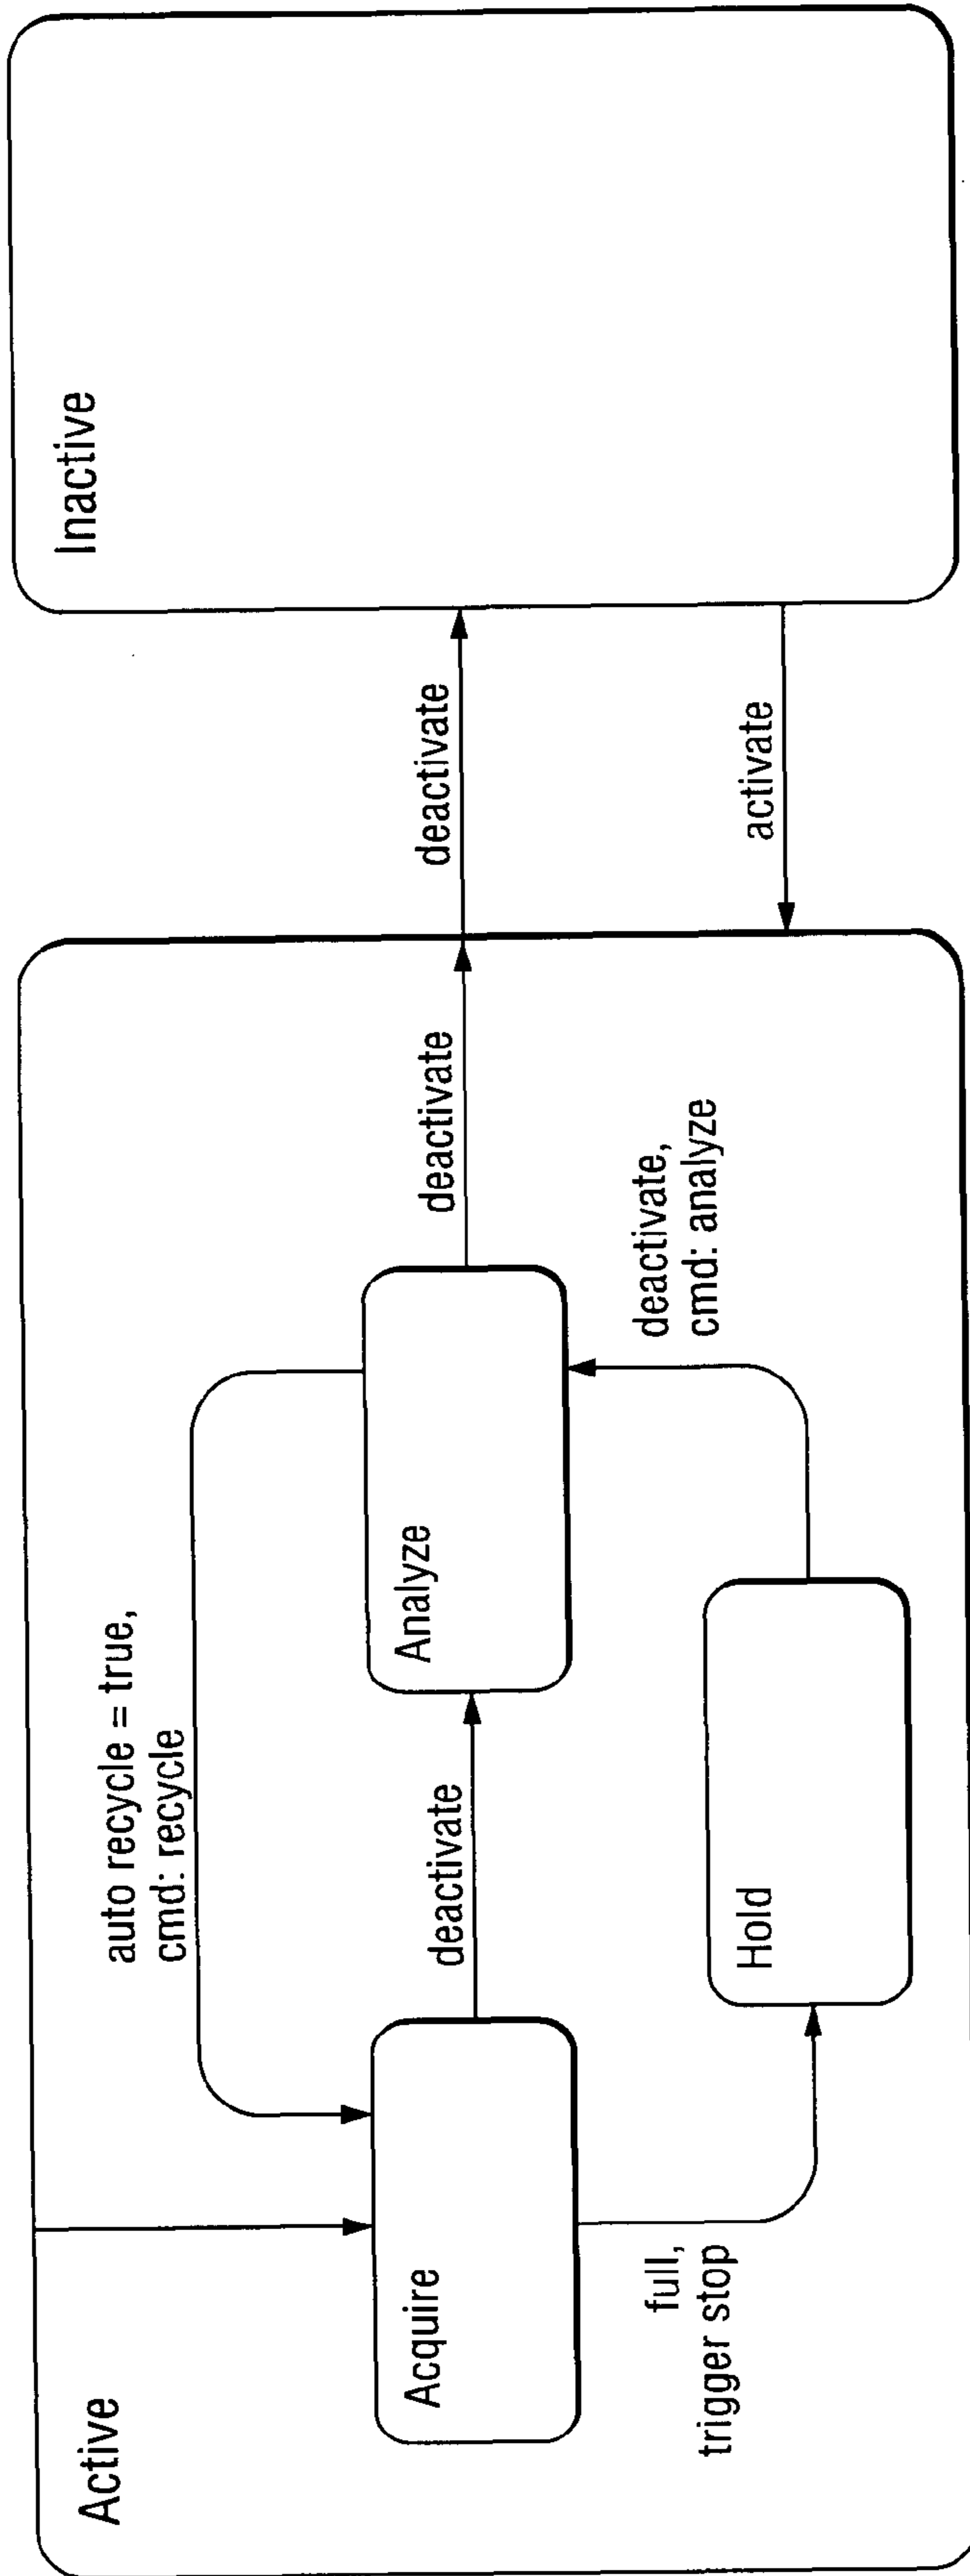 Active
Inactive
auto recycle = true,
cmd: recycle
Acquire
deactivate
Analyze
deactivate
deactivate
full,
trigger stop
Hold
deactivate,
cmd: analyze
activate